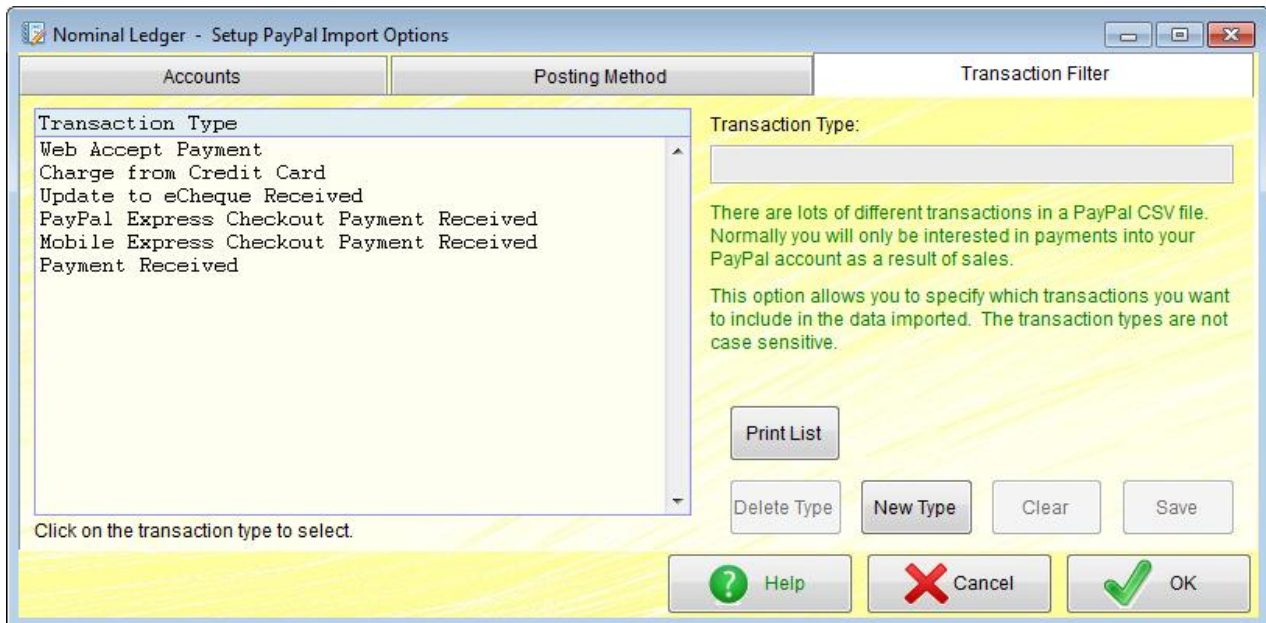 Nominal Ledger - Setup PayPal Import Options
Accounts
Posting Method
Transaction Filter
Transaction Type
Web Accept Payment
Charge from Credit Card
Update to eCheque Received
PayPal Express Checkout Payment Received
Mobile Express Checkout Payment Received
Payment Received
Click on the transaction type to select.
Transaction Type:
There are lots of different transactions in a PayPal CSV file.
Normally you will only be interested in payments into your
PayPal account as a result of sales.
This option allows you to specify which transactions you want
to include in the data imported. The transaction types are not
case sensitive.
Print List
Delete Type
New Type
Clear
Save
Help
Cancel
OK